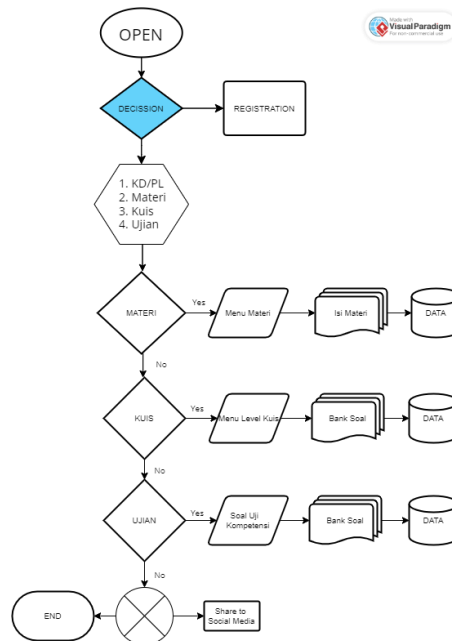 OPEN
Made with
Visual Paradigm
For non-commercial use
DECISSION
REGISTRATION
1. KD/PL
2. Materi
3. Kuis
4. Ujian
MATERI
Yes
Menu Materi
Isi Materi
DATA
No
KUIS
Yes
Menu Level Kuis
Bank Soal
DATA
No
UJIAN
Yes
Soal Uji
Kompetensi
Bank Soal
DATA
No
END
Share to
Social Media